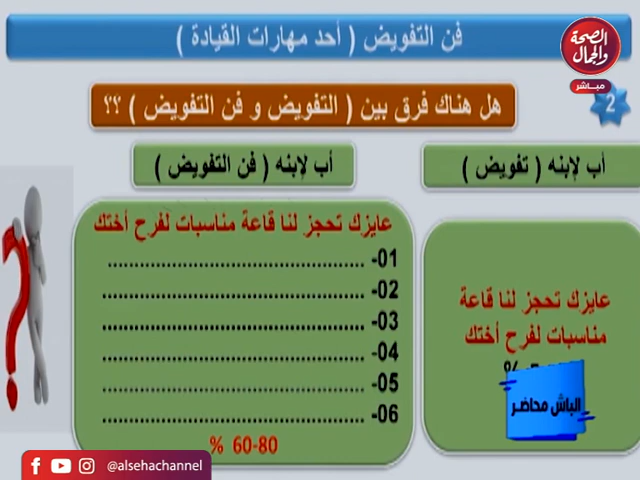 فن التفويض ( أحد مهارات القيادة )
الصحة
والجمال
مباشر
2
هل هناك فرق بين ( التفويض و فن التفويض ) ؟؟
أب لإبنه ( تفويض )
أب لإبنه ( فن التفويض )
عايزك تحجز لنا قاعة
مناسبات لفرح أختك
%
الباش محاضر
عايزك تحجز لنا قاعة مناسبات لفرح أختك
01- ........................................
02- ........................................
03- ........................................
04- ........................................
05- ........................................
06- ........................................
60-80 %
@alsehachannel